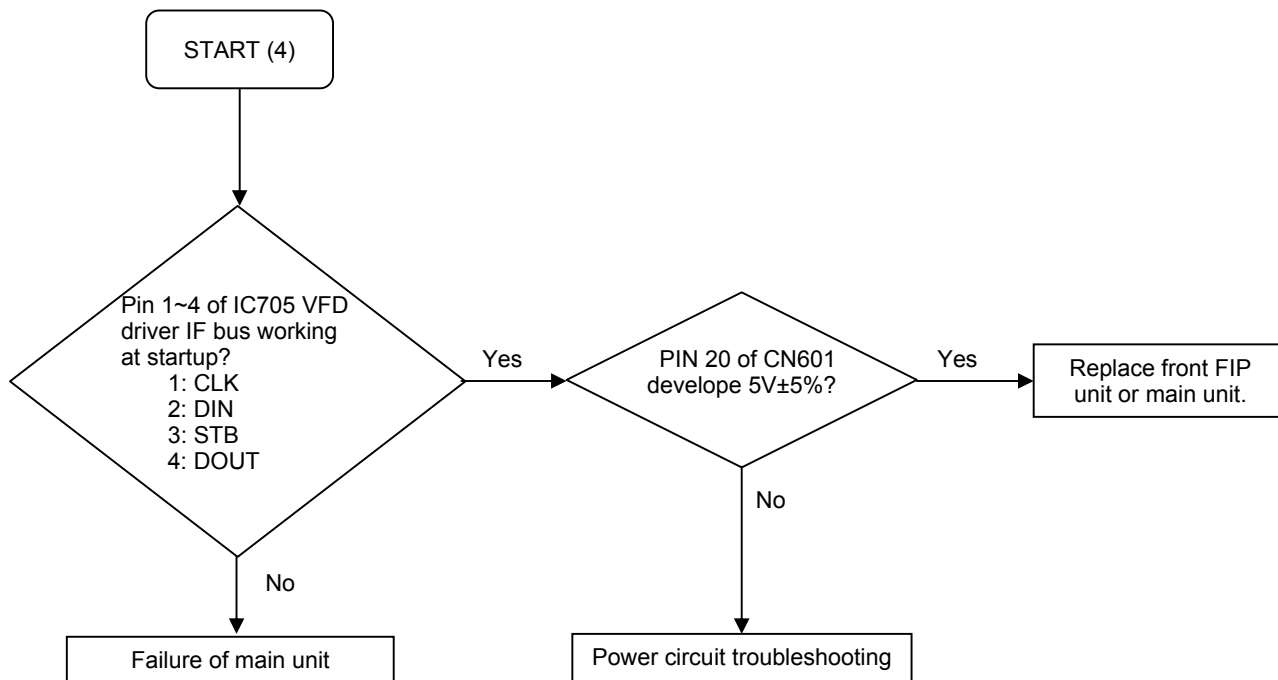 START (4)
Pin 1~4 of IC705 VFD
driver IF bus working
at startup?
1: CLK
2: DIN
3: STB
4: DOUT
Yes
PIN 20 of CN601
develope 5V±5%?
Yes
Replace front FIP
unit or main unit.
No
No
Failure of main unit
Power circuit troubleshooting